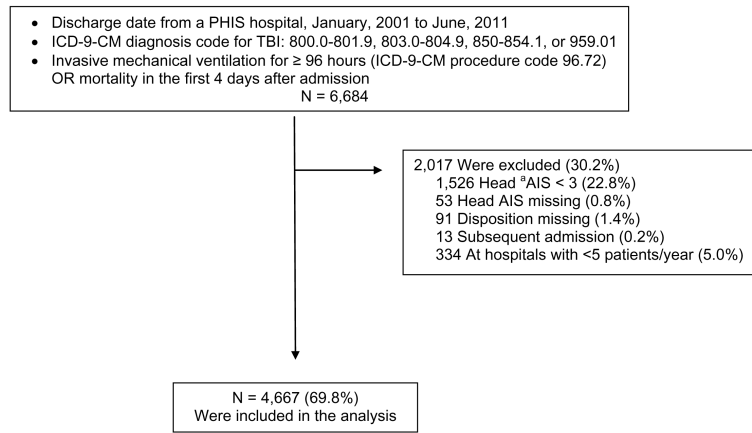 • Discharge date from a PHIS hospital, January, 2001 to June, 2011
• ICD-9-CM diagnosis code for TBI: 800.0-801.9, 803.0-804.9, 850-854.1, or 959.01
• Invasive mechanical ventilation for ≥ 96 hours (ICD-9-CM procedure code 96.72)
OR mortality in the first 4 days after admission
N = 6,684
2,017 Were excluded (30.2%)
1,526 Head ᵃAIS < 3 (22.8%)
53 Head AIS missing (0.8%)
91 Disposition missing (1.4%)
13 Subsequent admission (0.2%)
334 At hospitals with <5 patients/year (5.0%)
N = 4,667 (69.8%)
Were included in the analysis